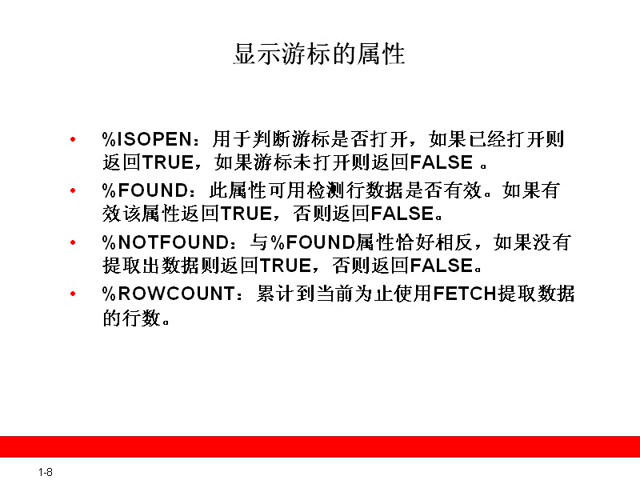 显示游标的属性
• %ISOPEN：用于判断游标是否打开，如果已经打开则
返回TRUE，如果游标未打开则返回FALSE 。
• %FOUND：此属性可用检测行数据是否有效。如果有
效该属性返回TRUE，否则返回FALSE。
• %NOTFOUND：与%FOUND属性恰好相反，如果没有
提取出数据则返回TRUE，否则返回FALSE。
• %ROWCOUNT：累计到当前为止使用FETCH提取数据
的行数。
1-8